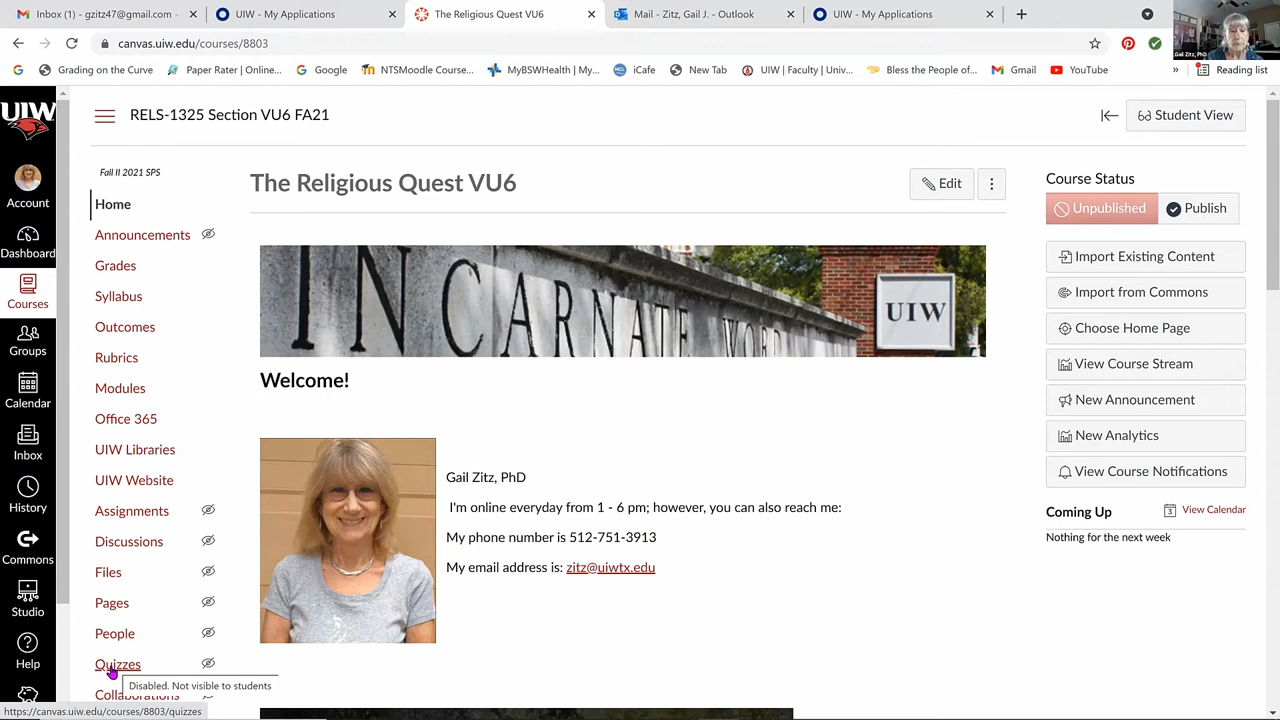 Inbox (1) - gzitz47@gmail.com
UIW - My Applications
The Religious Quest VU6
Mail - Zitz, Gail J. - Outlook
UIW - My Applications
canvas.uiw.edu/courses/8803
Gail Zitz, PhD
Grading on the Curve
Paper Rater | Online...
Google
NTSMoodle Course...
MyBSWHealth | My...
iCafe
New Tab
UIW | Faculty | Univ...
Bless the People of...
Gmail
YouTube
»
Reading list
UIW
Account
Dashboard
Courses
Groups
Calendar
Inbox
History
Commons
Studio
Help
RELS-1325 Section VU6 FA21
Student View
Fall II 2021 SPS
Home
Announcements
Grades
Syllabus
Outcomes
Rubrics
Modules
Office 365
UIW Libraries
UIW Website
Assignments
Discussions
Files
Pages
People
Quizzes
Disabled. Not visible to students
Collaborations
https://canvas.uiw.edu/courses/8803/quizzes
The Religious Quest VU6
Edit
INCARNATE WORD
UIW
Welcome!
Gail Zitz, PhD
I'm online everyday from 1 - 6 pm; however, you can also reach me:
My phone number is 512-751-3913
My email address is: zitz@uiwtx.edu
Course Status
Unpublished
Publish
Import Existing Content
Import from Commons
Choose Home Page
View Course Stream
New Announcement
New Analytics
View Course Notifications
Coming Up
View Calendar
Nothing for the next week